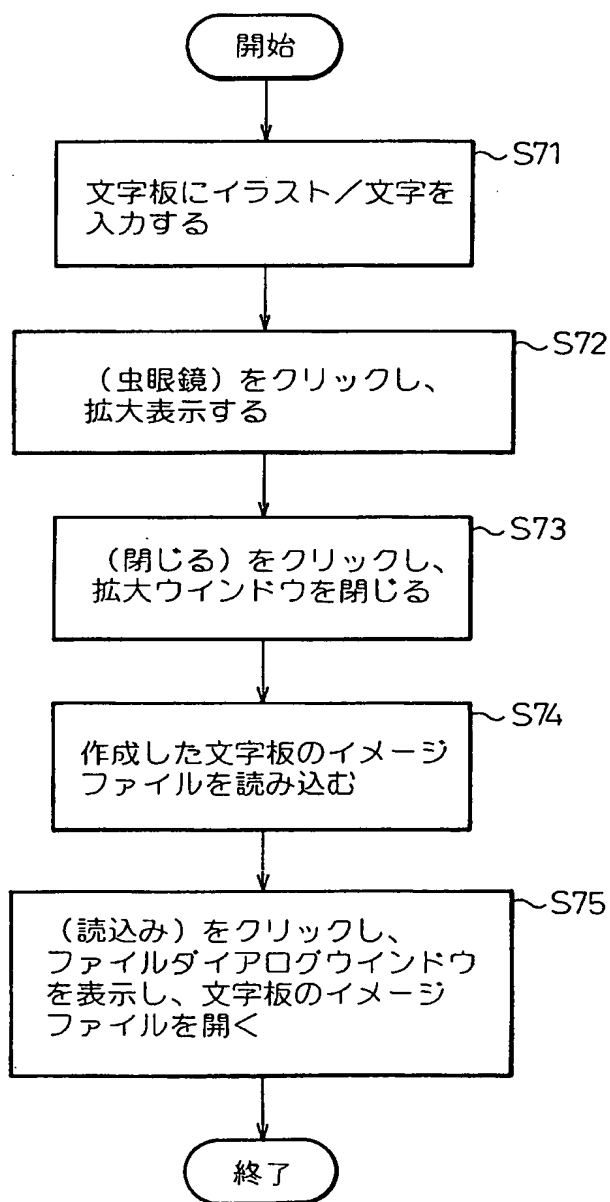 開始
S71
文字板にイラスト／文字を
入力する
S72
（虫眼鏡）をクリックし、
拡大表示する
S73
（閉じる）をクリックし、
拡大ウインドウを閉じる
S74
作成した文字板のイメージ
ファイルを読み込む
S75
（読込み）をクリックし、
ファイルダイアログウインドウ
を表示し、文字板のイメージ
ファイルを開く
終了